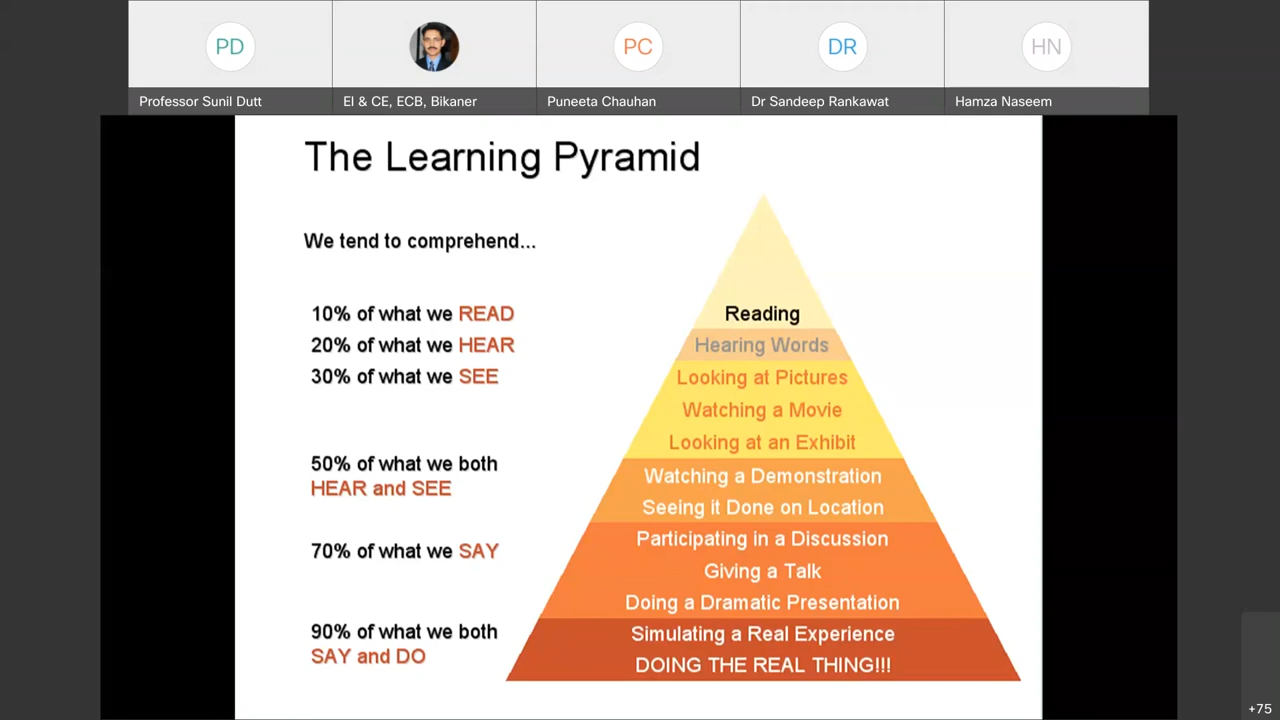 PD
PC
DR
HN
Professor Sunil Dutt
EI & CE, ECB, Bikaner
Puneeta Chauhan
Dr Sandeep Rankawat
Hamza Naseem
The Learning Pyramid
We tend to comprehend...
10% of what we READ
20% of what we HEAR
30% of what we SEE
50% of what we both
HEAR and SEE
70% of what we SAY
90% of what we both
SAY and DO
Reading
Hearing Words
Looking at Pictures
Watching a Movie
Looking at an Exhibit
Watching a Demonstration
Seeing it Done on Location
Participating in a Discussion
Giving a Talk
Doing a Dramatic Presentation
Simulating a Real Experience
DOING THE REAL THING!!!
+75